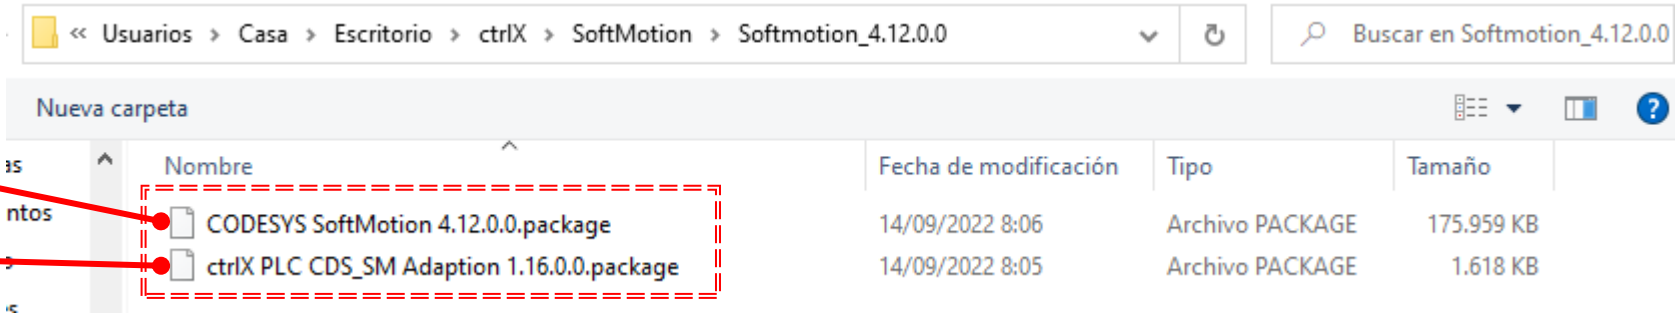 « Usuarios › Casa › Escritorio › ctrlX › SoftMotion › Softmotion_4.12.0.0
Buscar en Softmotion_4.12.0.0
Nueva carpeta
Nombre Fecha de modificación Tipo Tamaño
ntos
CODESYS SoftMotion 4.12.0.0.package 14/09/2022 8:06 Archivo PACKAGE 175.959 KB
ctrlX PLC CDS_SM Adaption 1.16.0.0.package 14/09/2022 8:05 Archivo PACKAGE 1.618 KB